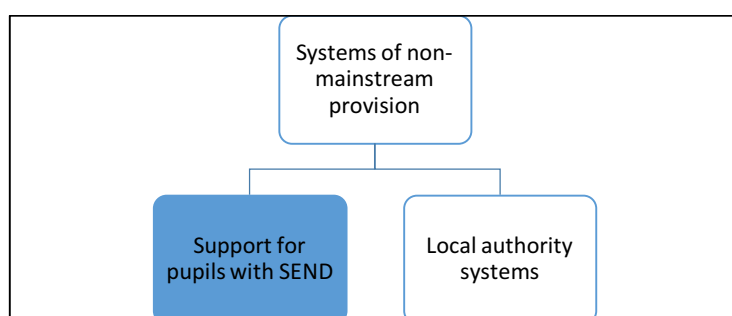 Systems of non-
mainstream
provision
Support for
pupils with SEND
Local authority
systems